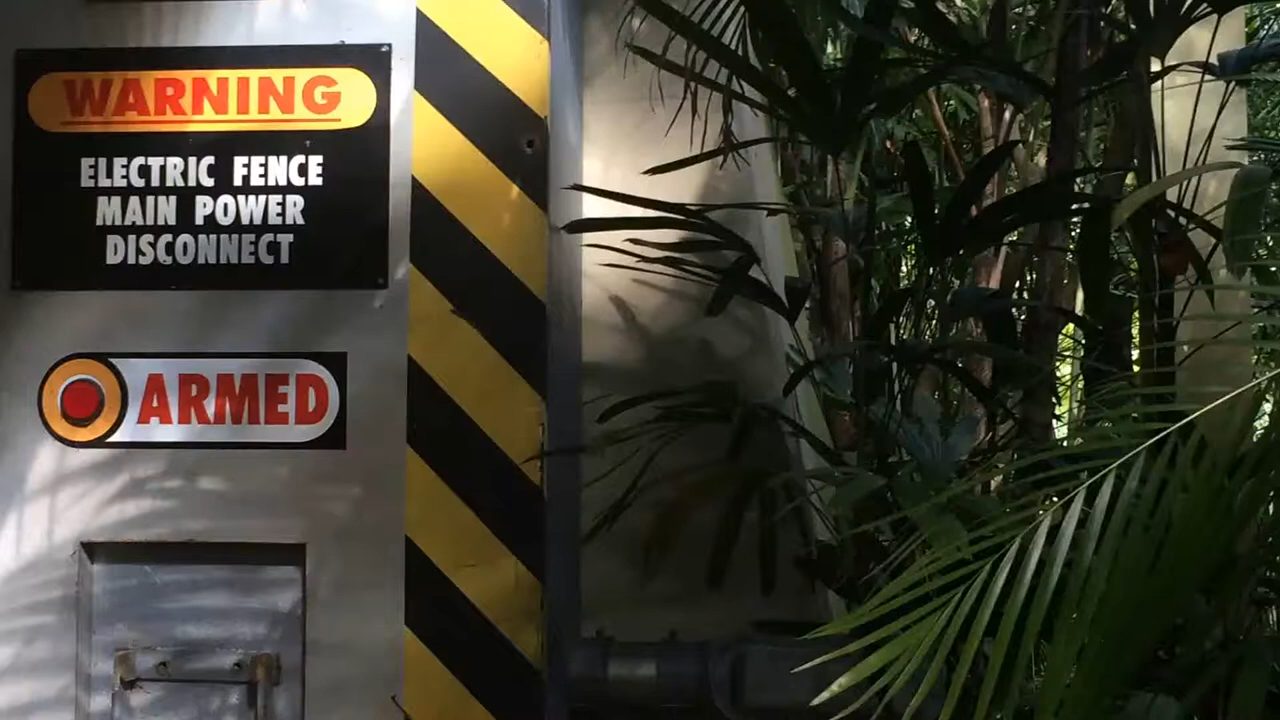 WARNING
ELECTRIC FENCE
MAIN POWER
DISCONNECT
ARMED